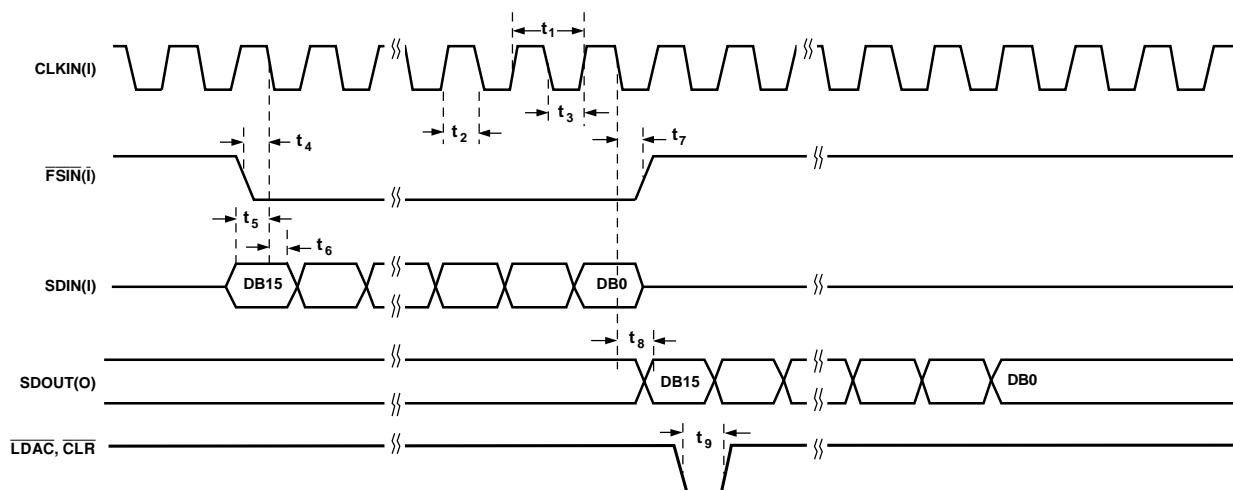 t1
CLKIN(I)
t2
t3
t4
t7
FSIN(I)
t5
t6
SDIN(I)
DB15
DB0
t8
SDOUT(O)
DB15
DB0
t9
LDAC, CLR